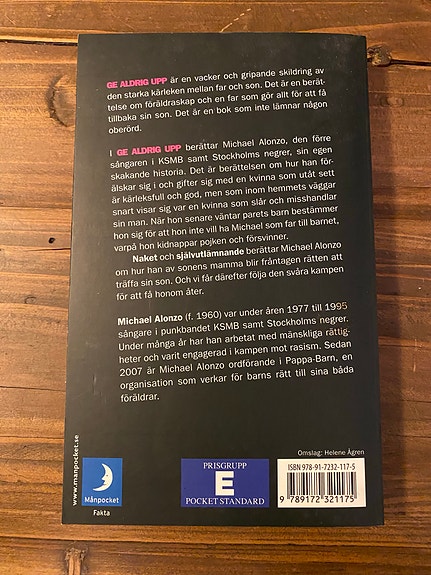 GE ALDRIG UPP är en vacker och gripande skildring av
den starka kärleken mellan far och son. Det är en berät-
telse om föräldraskap och en far som gör allt för att få
tillbaka sin son. Det är en bok som inte lämnar någon
oberörd.
I GE ALDRIG UPP berättar Michael Alonzo, den förre
sångaren i KSMB samt Stockholms negrer, sin egen
skakande historia. Det är berättelsen om hur han för-
älskar sig i och gifter sig med en kvinna som utåt sett
är kärleksfull och god, men som inom hemmets väggar
snart visar sig var en kvinna som slår och misshandlar
sin man. När hon senare väntar parets barn bestämmer
hon sig för att hon inte vill ha Michael som far till barnet,
varpå hon kidnappar pojken och försvinner.
Naket och självutlämnande berättar Michael Alonzo
om hur han av sonens mamma blir fråntagen rätten att
träffa sin son. Och vi får därefter följa den svåra kampen
för att få honom åter.
Michael Alonzo (f. 1960) var under åren 1977 till 1995
sångare i punkbandet KSMB samt Stockholms negrer.
Under många år har han arbetat med mänskliga rättig-
heter och varit engagerad i kampen mot rasism. Sedan
2007 är Michael Alonzo ordförande i Pappa-Barn, en
organisation som verkar för barns rätt till sina båda
föräldrar.
www.manpocket.se
Månpocket
Fakta
PRISGRUPP
E
POCKET STANDARD
Omslag: Helene Ågren
ISBN 978-91-7232-117-5
9 789172 321175